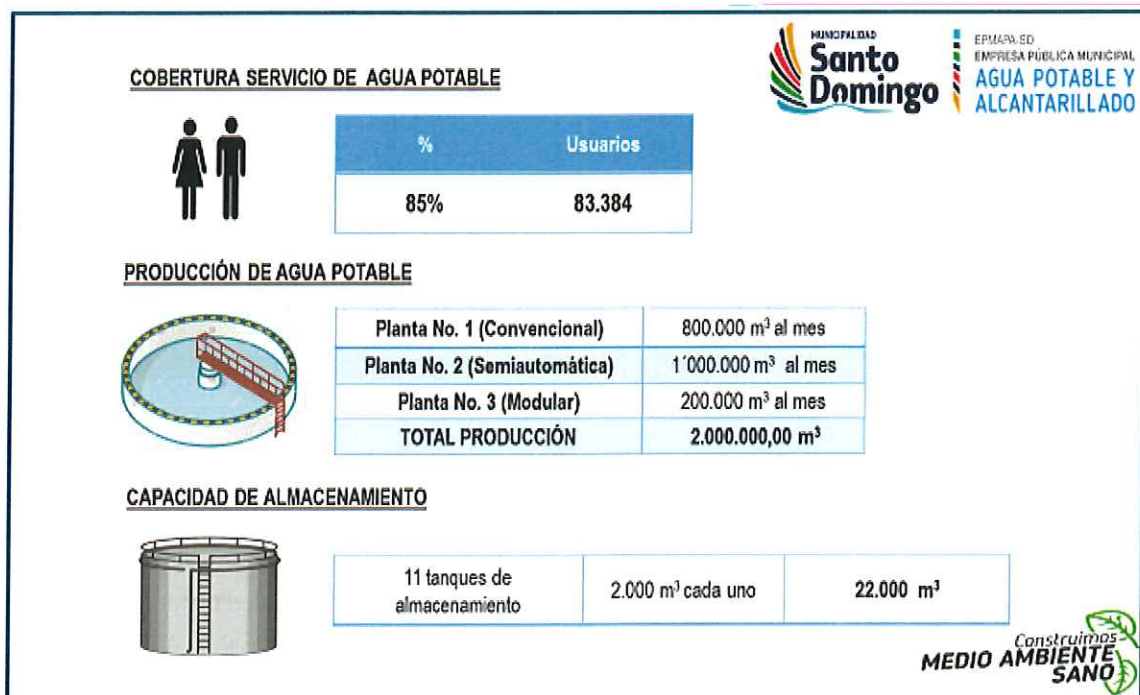 MUNICIPALIDAD
Santo
Domingo
EPMAPA-SD
EMPRESA PÚBLICA MUNICIPAL
AGUA POTABLE Y
ALCANTARILLADO
COBERTURA SERVICIO DE AGUA POTABLE
% Usuarios
85% 83.384
PRODUCCIÓN DE AGUA POTABLE
Planta No. 1 (Convencional) 800.000 m³ al mes
Planta No. 2 (Semiautomática) 1´000.000 m³ al mes
Planta No. 3 (Modular) 200.000 m³ al mes
TOTAL PRODUCCIÓN 2.000.000,00 m³
CAPACIDAD DE ALMACENAMIENTO
11 tanques de
almacenamiento 2.000 m³ cada uno 22.000 m³
Construimos
MEDIO AMBIENTE
SANO